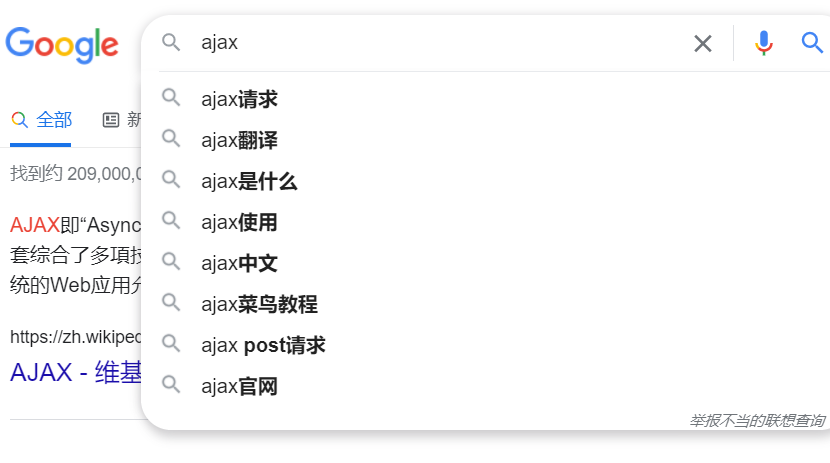 Google
ajax
全部
新
找到约 209,000,0
AJAX即“Async
套综合了多項技
统的Web应用允
https://zh.wikiped
AJAX - 维基
ajax请求
ajax翻译
ajax是什么
ajax使用
ajax中文
ajax菜鸟教程
ajax post请求
ajax官网
举报不当的联想查询